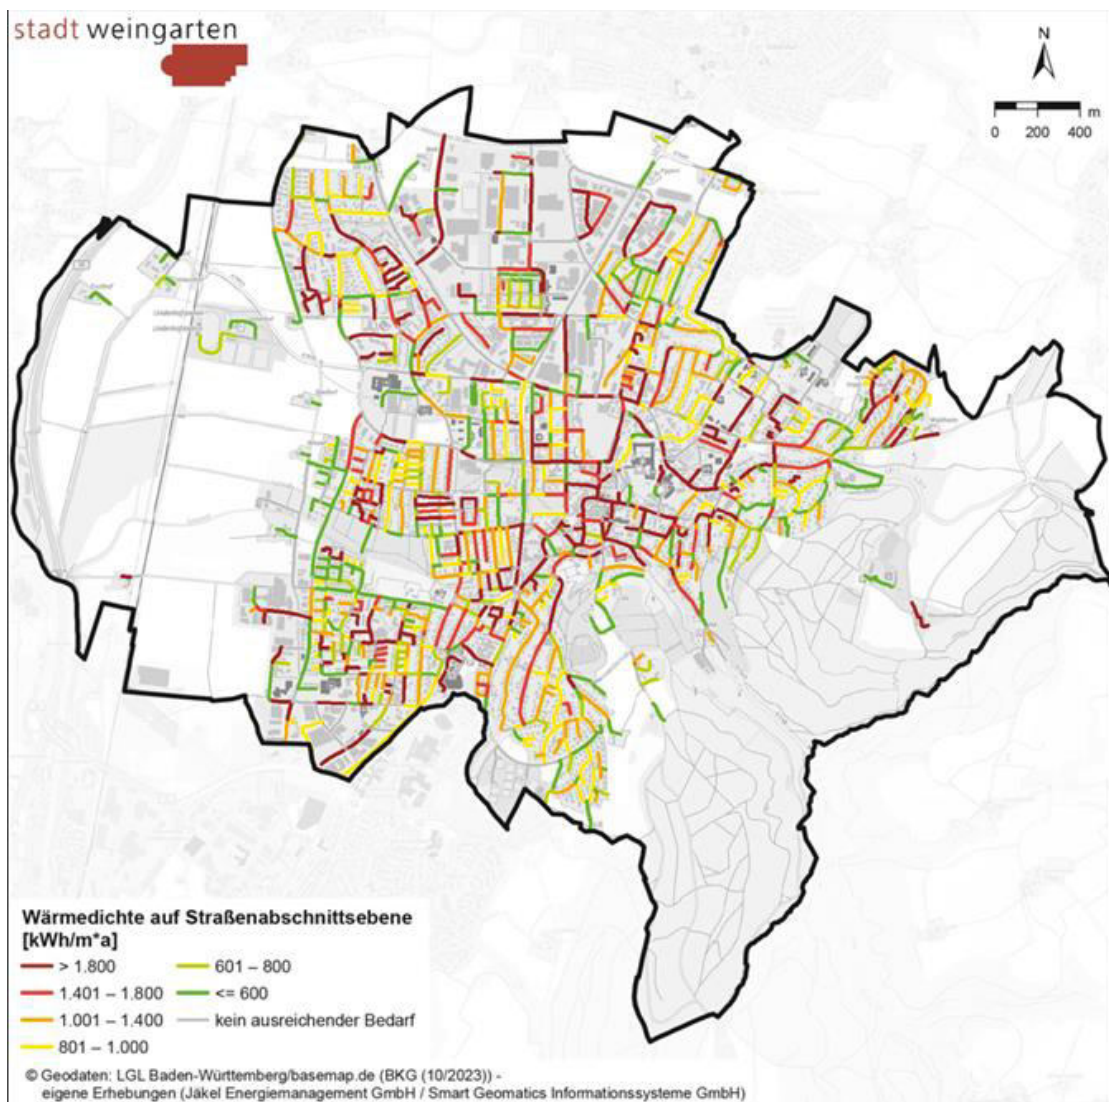 stadt weingarten
N
m
0 200 400
Wärmedichte auf Straßenabschnittsebene
[kWh/m*a]
> 1.800
601 – 800
1.401 – 1.800
<= 600
1.001 – 1.400
kein ausreichender Bedarf
801 – 1.000
© Geodaten: LGL Baden-Württemberg/basemap.de (BKG (10/2023)) -
eigene Erhebungen (Jäkel Energiemanagement GmbH / Smart Geomatics Informationssysteme GmbH)